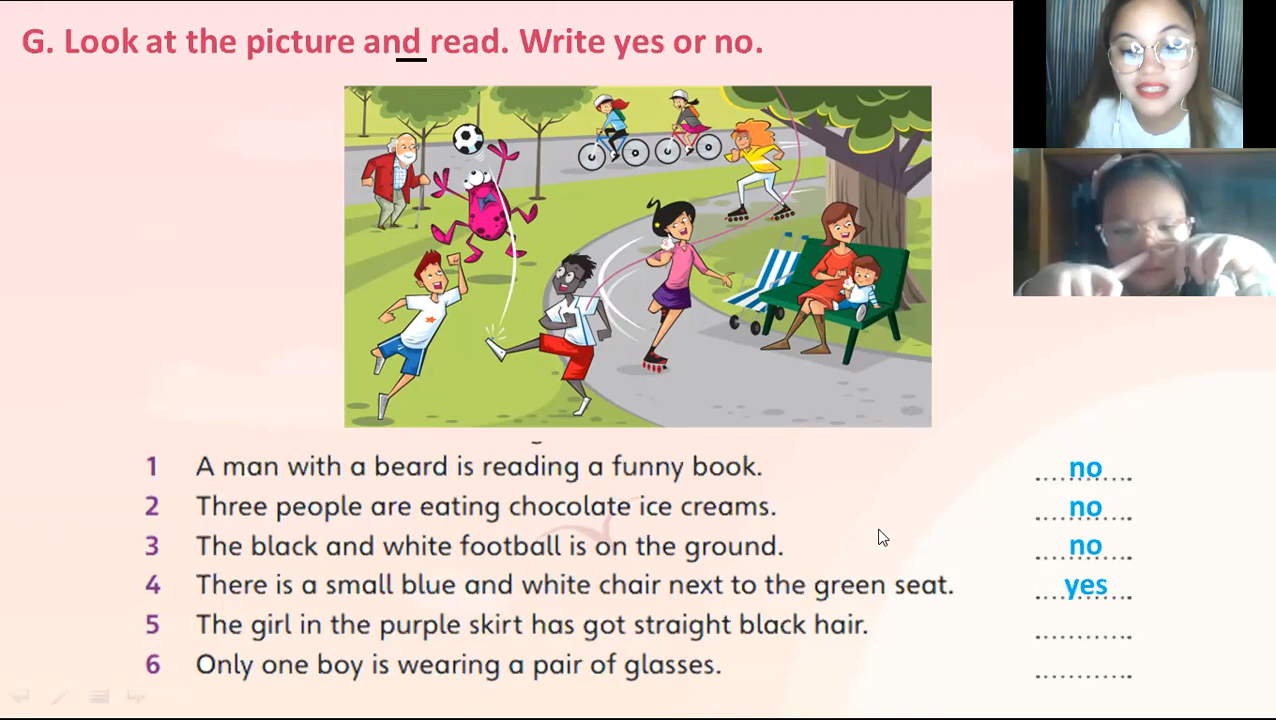 G. Look at the picture and read. Write yes or no.
1 A man with a beard is reading a funny book. no
2 Three people are eating chocolate ice creams. no
3 The black and white football is on the ground. no
4 There is a small blue and white chair next to the green seat. yes
5 The girl in the purple skirt has got straight black hair.
6 Only one boy is wearing a pair of glasses.